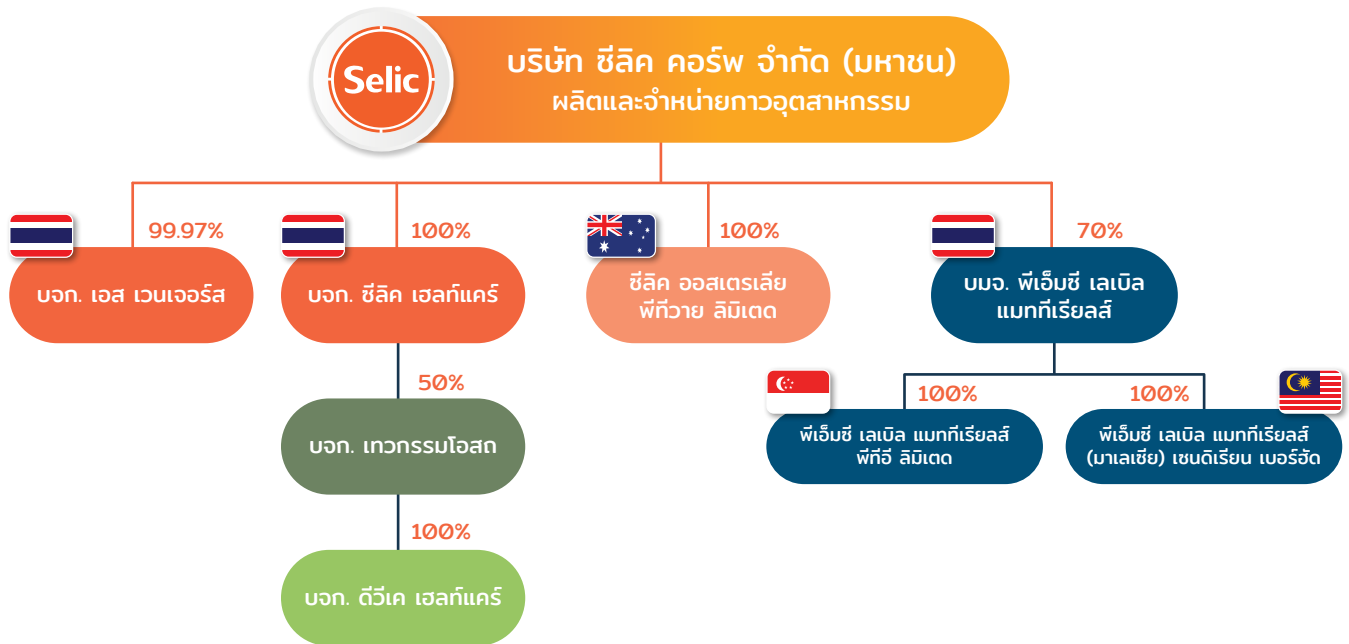 Selic
บริษัท ซีลิค คอร์พ จำกัด (มหาชน)
ผลิตและจำหน่ายกาวอุตสาหกรรม
99.97%
บจก. เอส เวนเจอร์ส
100%
บจก. ซีลิค เฮลท์แคร์
50%
บจก. เทวกรรมโอสถ
100%
บจก. ดีวีเค เฮลท์แคร์
100%
ซีลิค ออสเตรเลีย
พีทีวาย ลิมิเตด
70%
บมจ. พีเอ็มซี เลเบิล
แมททีเรียลส์
100%
พีเอ็มซี เลเบิล แมททีเรียลส์
พีทีอี ลิมิเตด
100%
พีเอ็มซี เลเบิล แมททีเรียลส์
(มาเลเซีย) เซนดิเรียน เบอร์ฮัด